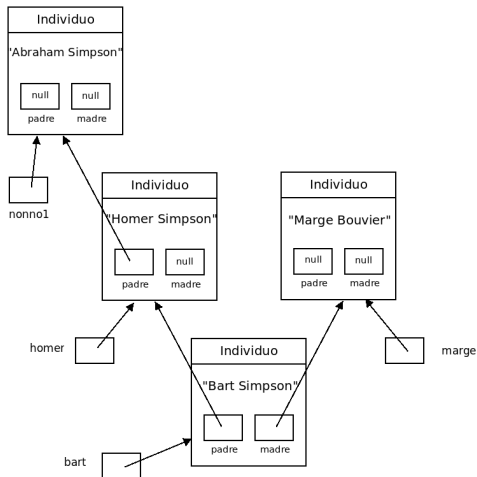 Individuo
"Abraham Simpson"
null null
padre madre
nonno1
Individuo
"Homer Simpson"
null
padre madre
Individuo
"Marge Bouvier"
null null
padre madre
homer
marge
Individuo
"Bart Simpson"
padre madre
bart